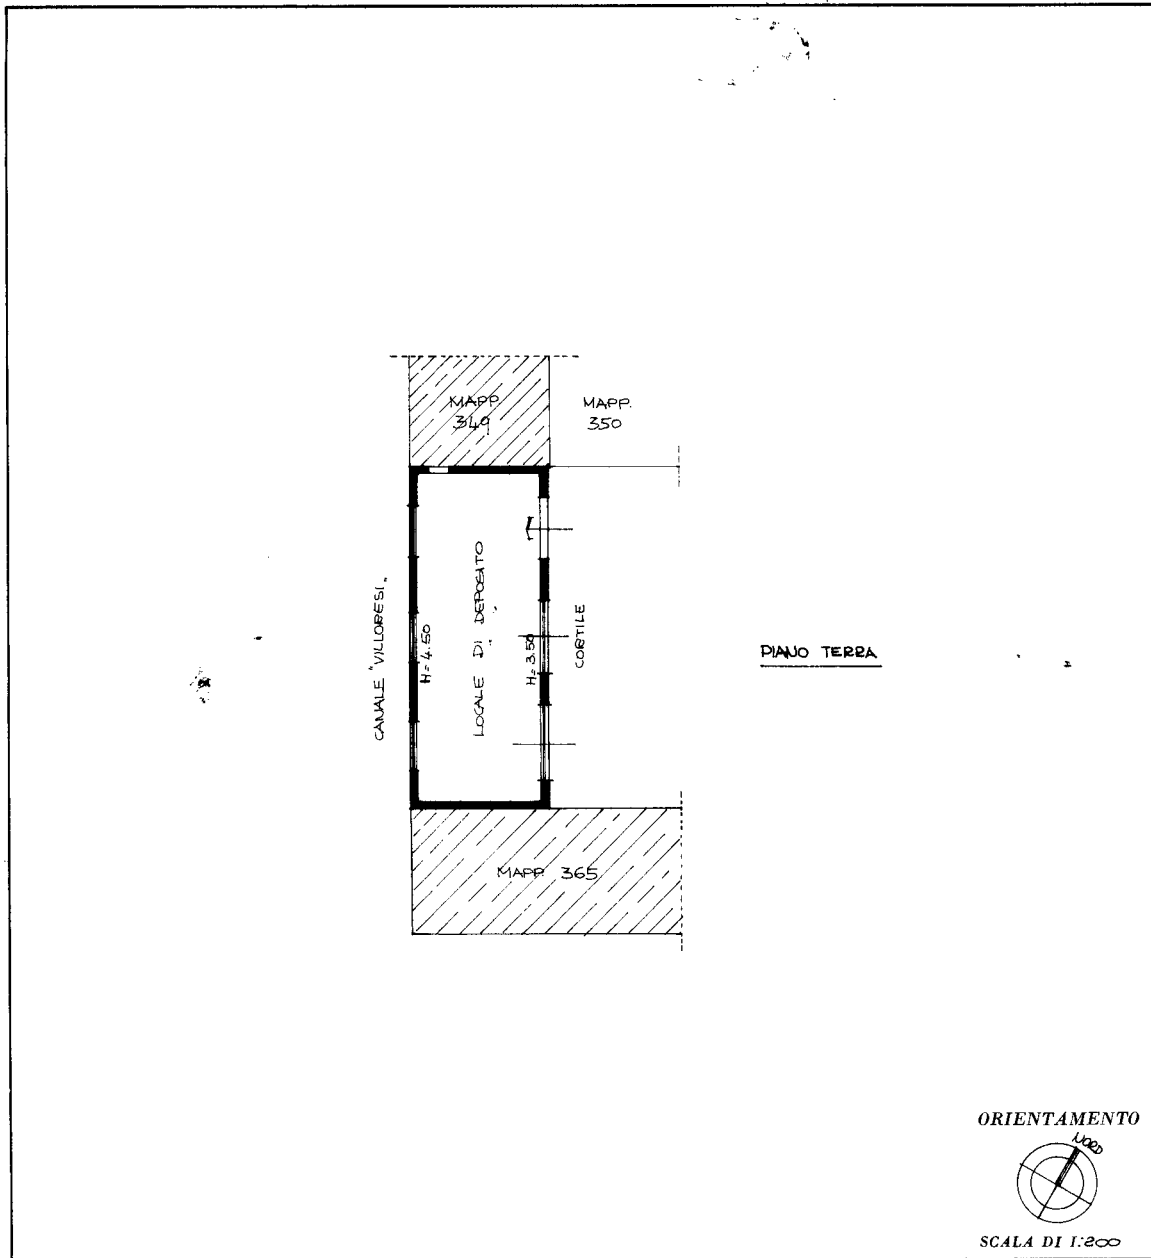 MAPP.
349
MAPP.
350
CANALE "VILLORESI"
H= 4.50
LOCALE DI DEPOSITO
H= 3.50
CORTILE
PIANO TERRA
MAPP. 365
ORIENTAMENTO
NORD
SCALA DI 1:200